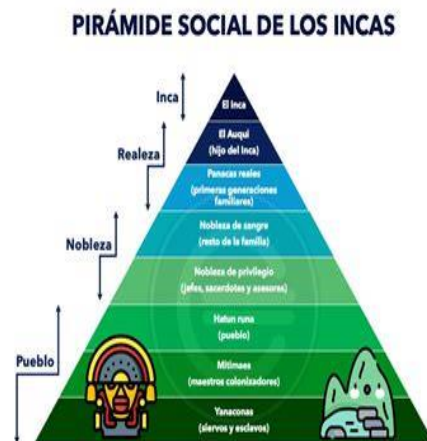 PIRÁMIDE SOCIAL DE LOS INCAS
Inca
El Inca
Realeza
El Auqui
(hijo del Inca)
Panacas reales
(primeras generaciones
familiares)
Nobleza
Nobleza de sangre
(resto de la familia)
Nobleza de privilegio
(jefes, sacerdotes y asesores)
Pueblo
Hatun runa
(pueblo)
Mitimaes
(maestros colonizadores)
Yanaconas
(siervos y esclavos)